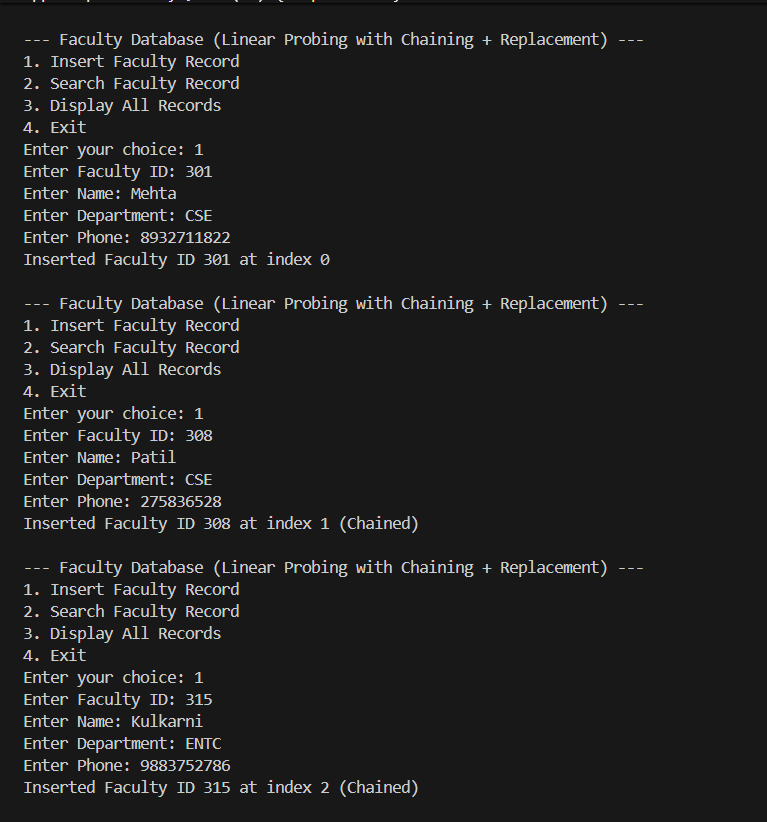 --- Faculty Database (Linear Probing with Chaining + Replacement) ---
1. Insert Faculty Record
2. Search Faculty Record
3. Display All Records
4. Exit
Enter your choice: 1
Enter Faculty ID: 301
Enter Name: Mehta
Enter Department: CSE
Enter Phone: 8932711822
Inserted Faculty ID 301 at index 0

--- Faculty Database (Linear Probing with Chaining + Replacement) ---
1. Insert Faculty Record
2. Search Faculty Record
3. Display All Records
4. Exit
Enter your choice: 1
Enter Faculty ID: 308
Enter Name: Patil
Enter Department: CSE
Enter Phone: 275836528
Inserted Faculty ID 308 at index 1 (Chained)

--- Faculty Database (Linear Probing with Chaining + Replacement) ---
1. Insert Faculty Record
2. Search Faculty Record
3. Display All Records
4. Exit
Enter your choice: 1
Enter Faculty ID: 315
Enter Name: Kulkarni
Enter Department: ENTC
Enter Phone: 9883752786
Inserted Faculty ID 315 at index 2 (Chained)